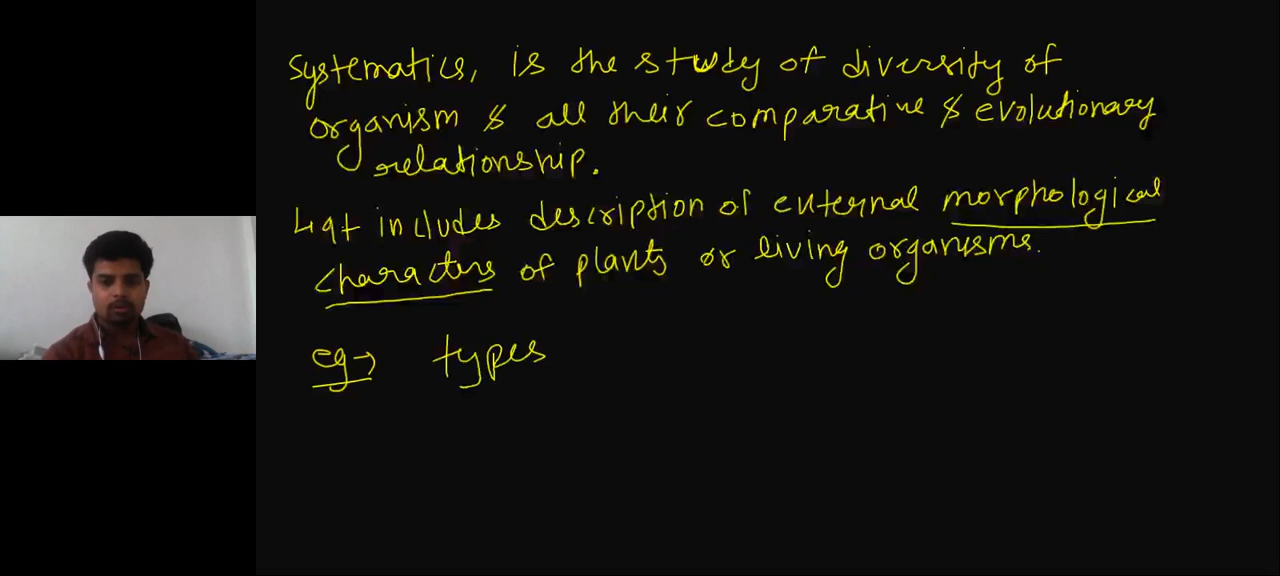 systematics, is the study of diversity of
organism & all their comparative & evolutionary
relationship.
↳ It includes description of external morphological
characters of plants or living organisms.
eg→ types